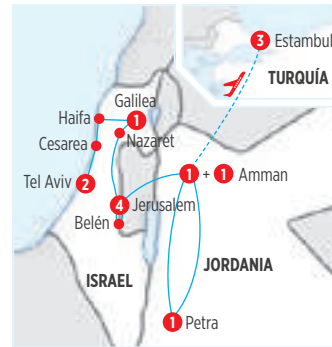 3 Estambul
TURQUÍA
Galilea
Haifa 1
Nazaret
Cesarea
1 + 1 Amman
Tel Aviv 2
4 Jerusalem
Belén
ISRAEL
JORDANIA
1 Petra